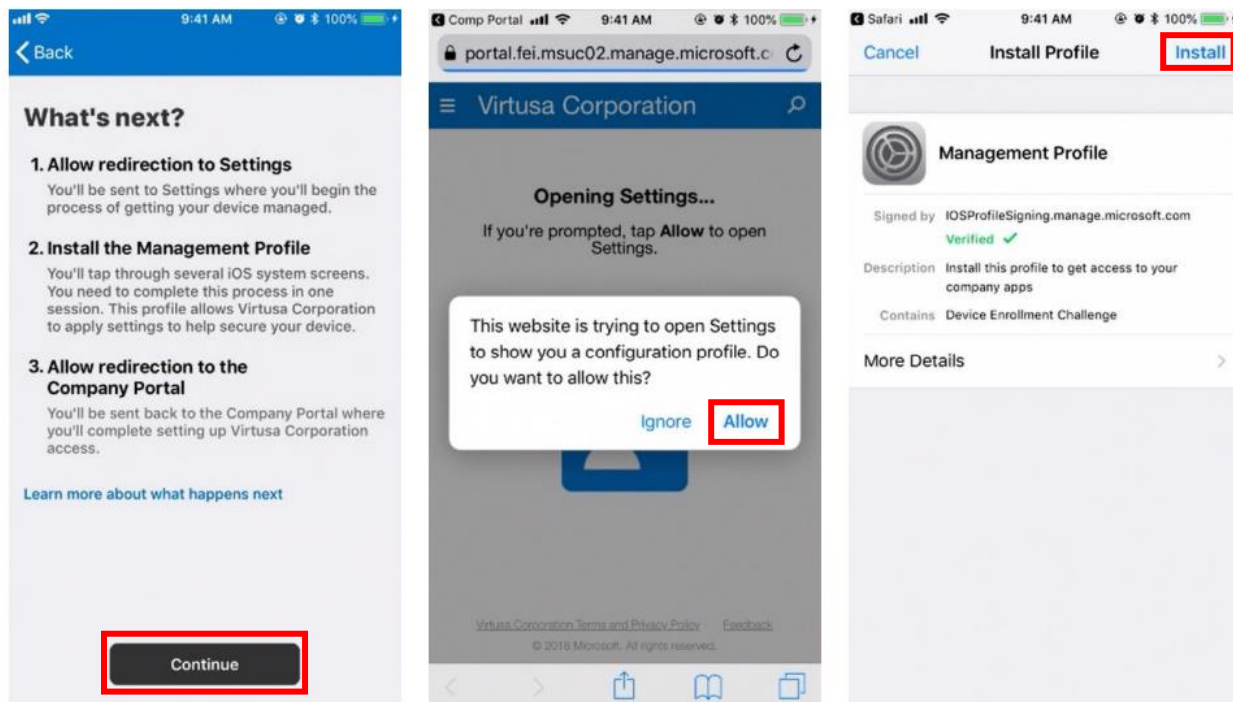 9:41 AM
100%
Back
What's next?
1. Allow redirection to Settings
You'll be sent to Settings where you'll begin the
process of getting your device managed.
2. Install the Management Profile
You'll tap through several iOS system screens.
You need to complete this process in one
session. This profile allows Virtusa Corporation
to apply settings to help secure your device.
3. Allow redirection to the
Company Portal
You'll be sent back to the Company Portal where
you'll complete setting up Virtusa Corporation
access.
Learn more about what happens next
Continue
Comp Portal
9:41 AM
100%
portal.fei.msuc02.manage.microsoft.c
Virtusa Corporation
Opening Settings...
If you're prompted, tap Allow to open
Settings.
This website is trying to open Settings
to show you a configuration profile. Do
you want to allow this?
Ignore Allow
Virtusa Corporation Terms and Privacy Policy Feedback
© 2018 Microsoft. All rights reserved.
Safari
9:41 AM
100%
Cancel Install Profile Install
Management Profile
Signed by IOSProfileSigning.manage.microsoft.com
Verified ✓
Description Install this profile to get access to your
company apps
Contains Device Enrollment Challenge
More Details